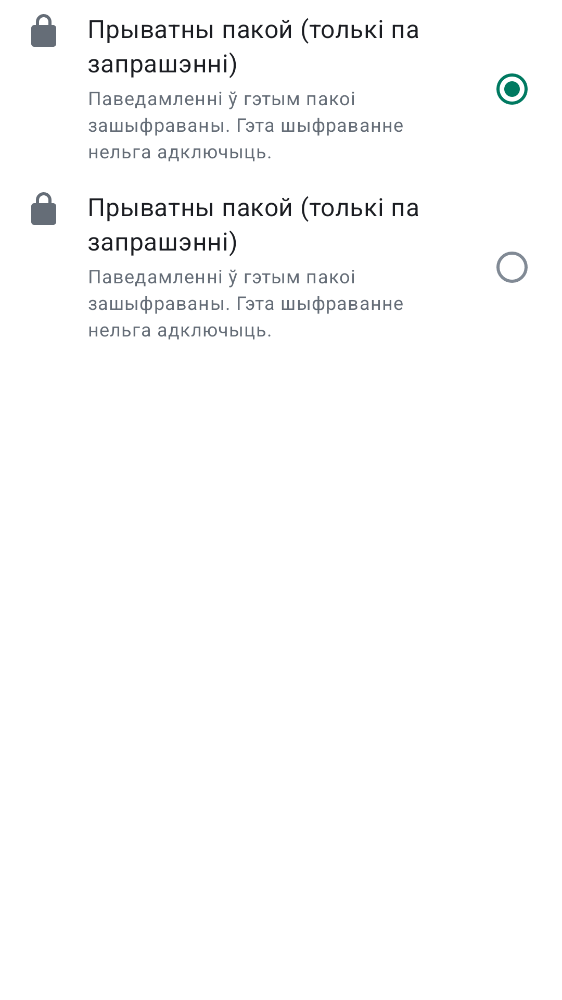 Прыватны пакой (толькі па
запрашэнні)
Паведамленні ў гэтым пакоі
зашыфраваны. Гэта шыфраванне
нельга адключыць.
Прыватны пакой (толькі па
запрашэнні)
Паведамленні ў гэтым пакоі
зашыфраваны. Гэта шыфраванне
нельга адключыць.